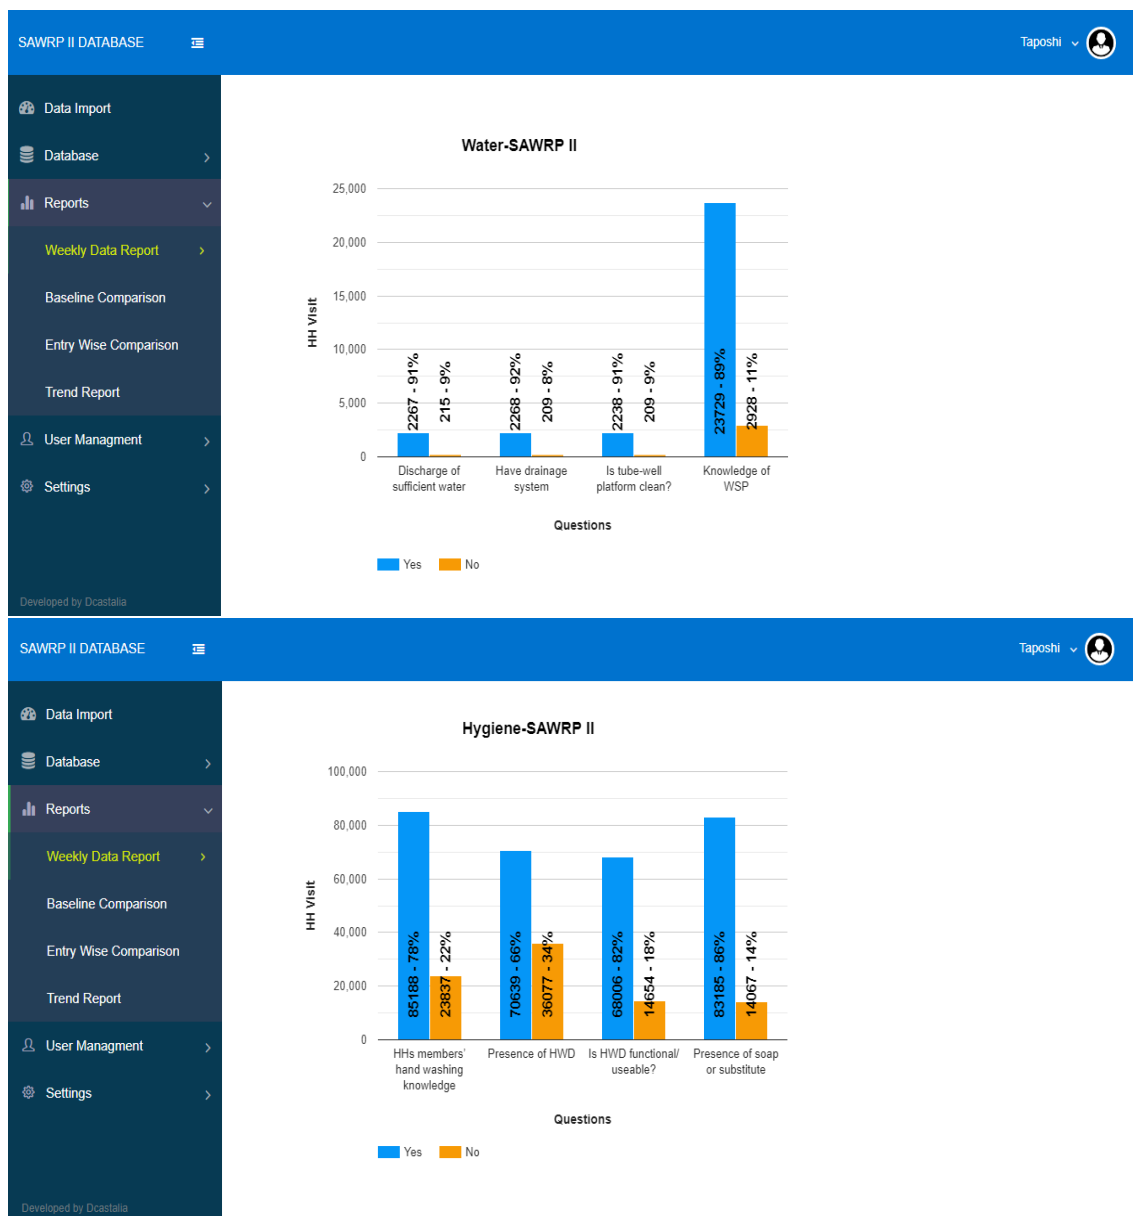 SAWRP II DATABASE
Taposhi
Data Import
Database
Reports
Weekly Data Report
Baseline Comparison
Entry Wise Comparison
Trend Report
User Managment
Settings
Developed by Dcastalia
Water-SAWRP II
HH Visit
25,000
20,000
15,000
10,000
5,000
0
2267 - 91%
215 - 9%
2268 - 92%
209 - 8%
2238 - 91%
209 - 9%
23729 - 89%
2928 - 11%
Discharge of
sufficient water
Have drainage
system
Is tube-well
platform clean?
Knowledge of
WSP
Questions
Yes
No
SAWRP II DATABASE
Taposhi
Data Import
Database
Reports
Weekly Data Report
Baseline Comparison
Entry Wise Comparison
Trend Report
User Managment
Settings
Developed by Dcastalia
Hygiene-SAWRP II
HH Visit
100,000
80,000
60,000
40,000
20,000
0
85188 - 78%
23837 - 22%
70639 - 66%
36077 - 34%
68006 - 82%
14654 - 18%
83185 - 86%
14067 - 14%
HHs members'
hand washing
knowledge
Presence of HWD
Is HWD functional/
useable?
Presence of soap
or substitute
Questions
Yes
No